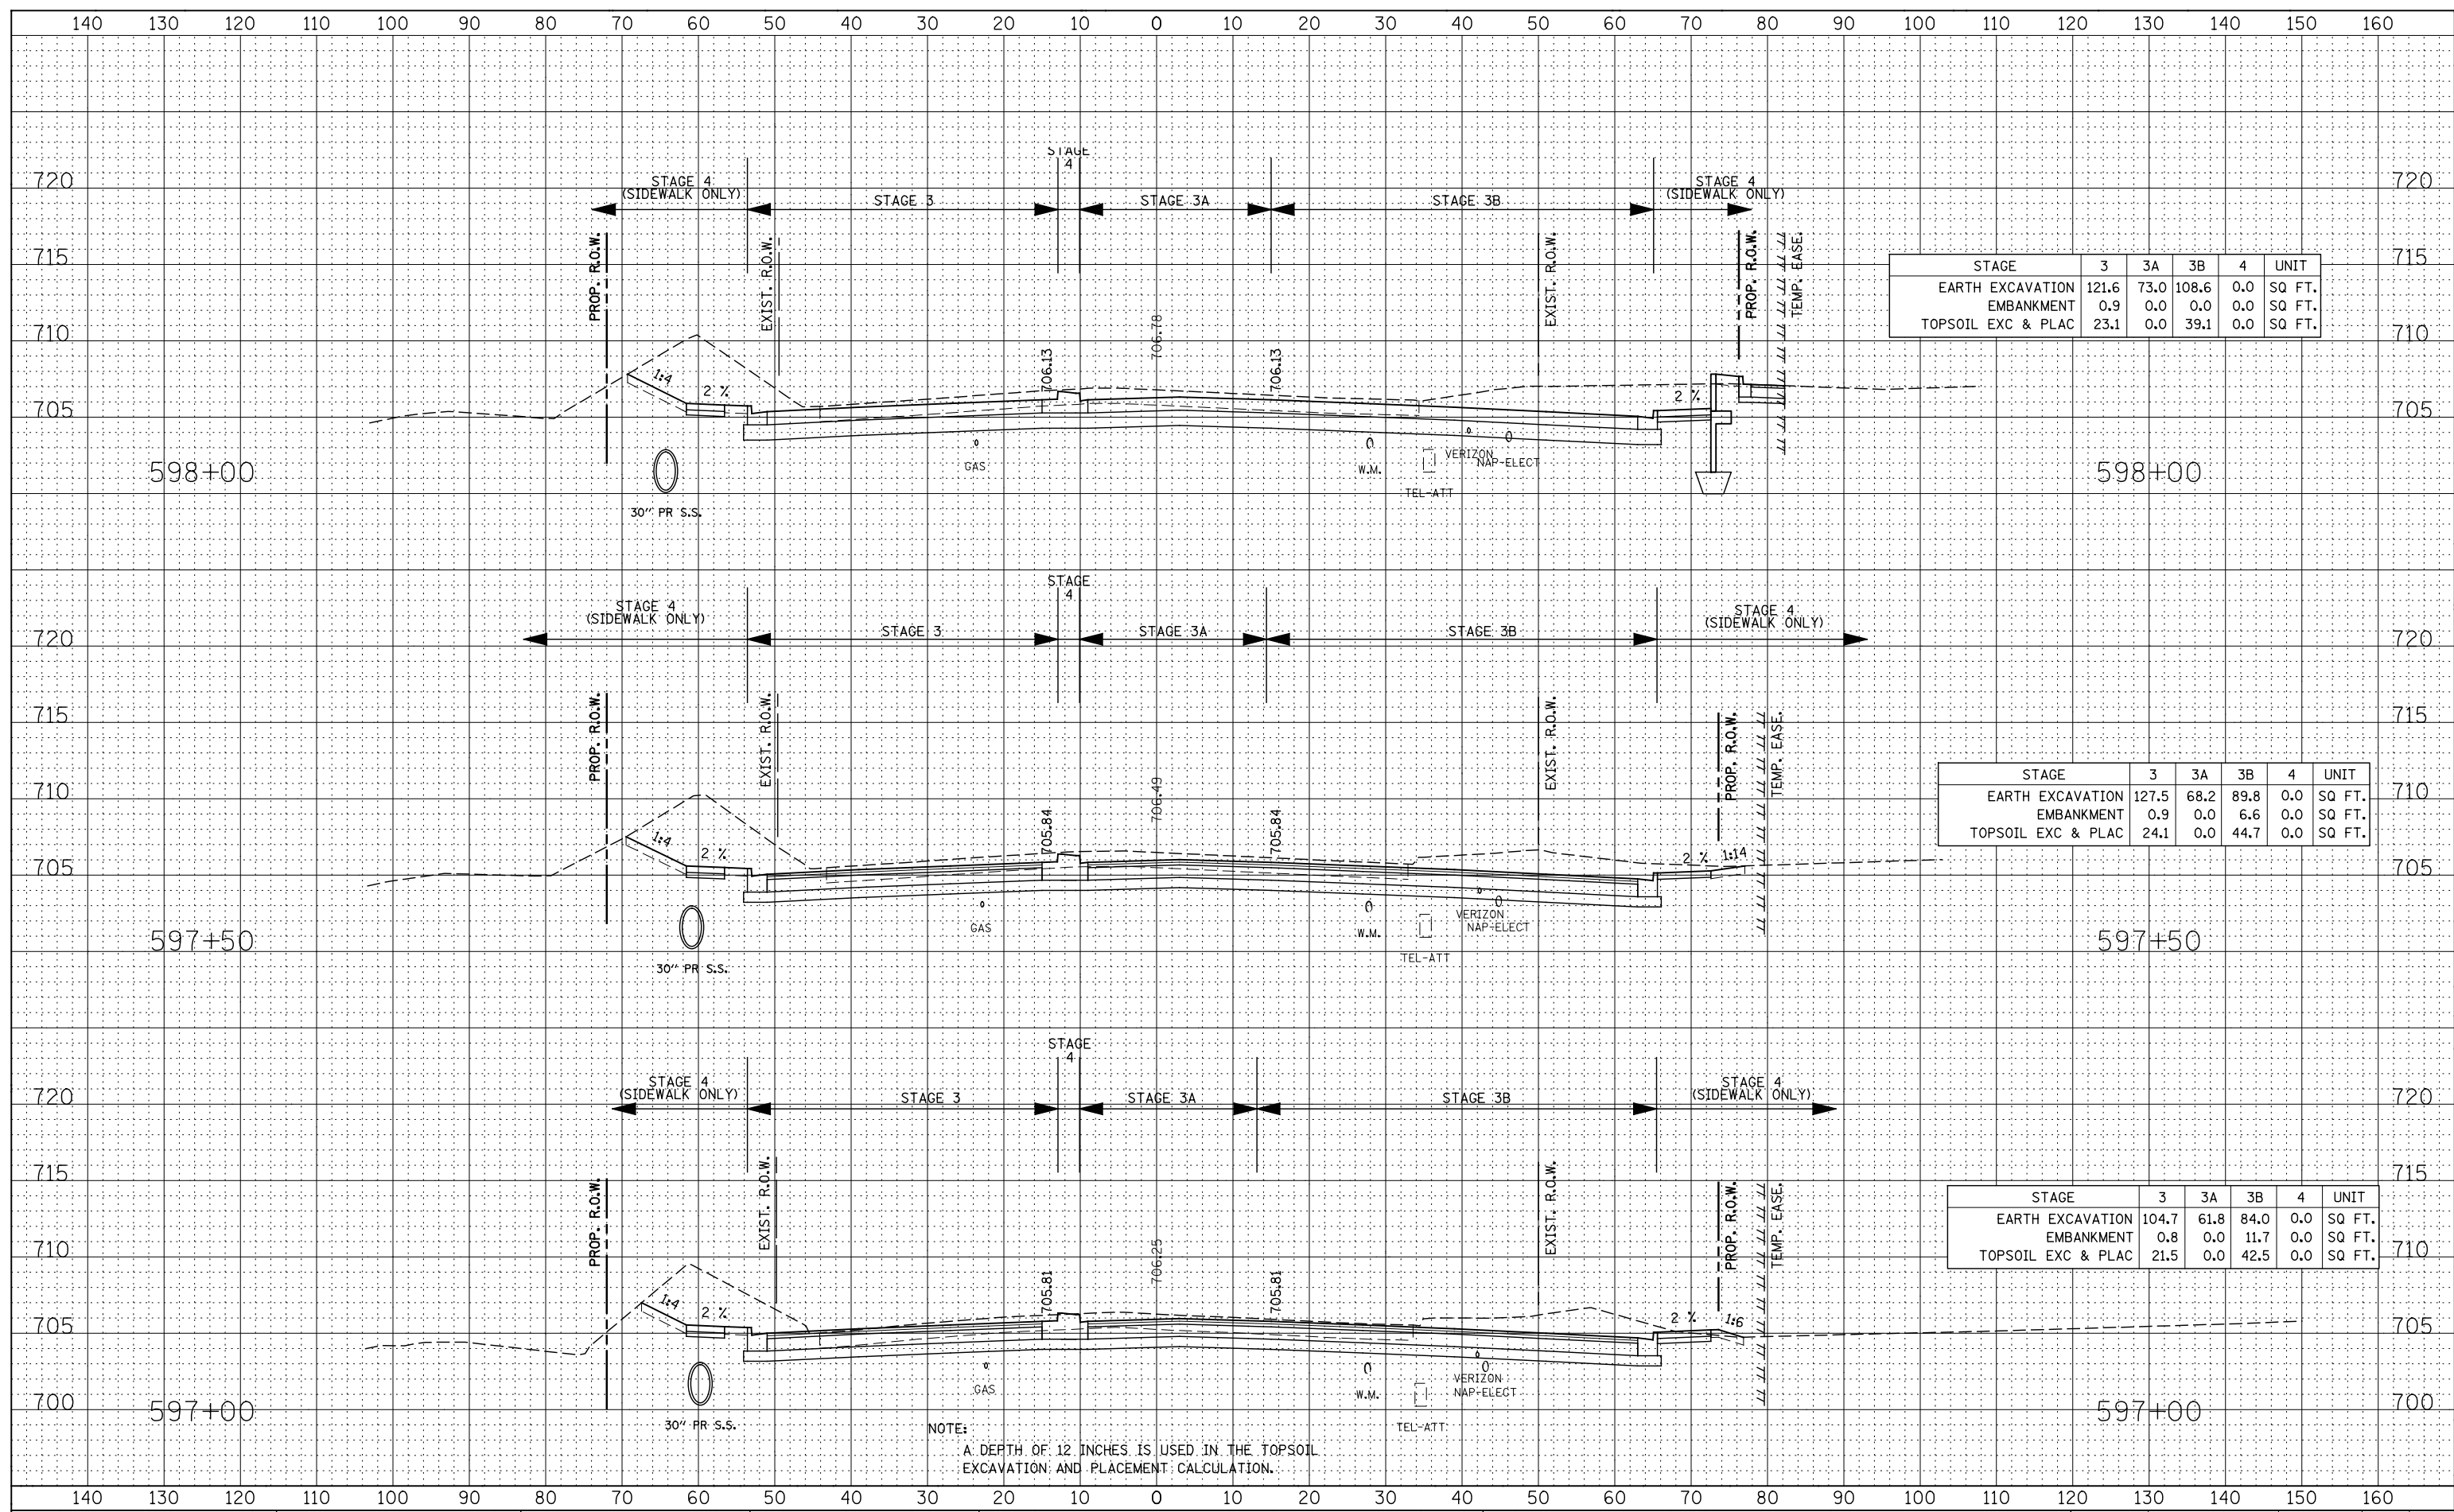 140 130 120 110 100 90 80 70 60 50 40 30 20 10 0 10 20 30 40 50 60 70 80 90 100 110 120 130 140 150 160
STAGE
4
STAGE 4
(SIDEWALK ONLY)
STAGE 3
STAGE 3A
STAGE 3B
STAGE 4
(SIDEWALK ONLY)
720 720
715 715
710 710
705 705
PROP. R.O.W.
EXIST. R.O.W.
EXIST. R.O.W.
PROP. R.O.W.
TEMP. EASE.
STAGE 3 3A 3B 4 UNIT
EARTH EXCAVATION 121.6 73.0 108.6 0.0 SQ FT.
EMBANKMENT 0.9 0.0 0.0 0.0 SQ FT.
TOPSOIL EXC & PLAC 23.1 0.0 39.1 0.0 SQ FT.
706.13
706.78
706.13
1:4
2 %
2 %
598+00 598+00
GAS
W.M.
VERIZON
NAP-ELECT
TEL-ATT
30" PR S.S.
STAGE
4
STAGE 4
(SIDEWALK ONLY)
STAGE 3
STAGE 3A
STAGE 3B
STAGE 4
(SIDEWALK ONLY)
720 720
715 715
710 710
705 705
PROP. R.O.W.
EXIST. R.O.W.
EXIST. R.O.W.
PROP. R.O.W.
TEMP. EASE.
STAGE 3 3A 3B 4 UNIT
EARTH EXCAVATION 127.5 68.2 89.8 0.0 SQ FT.
EMBANKMENT 0.9 0.0 6.6 0.0 SQ FT.
TOPSOIL EXC & PLAC 24.1 0.0 44.7 0.0 SQ FT.
705.84
706.49
705.84
1:4
2 %
2 %
1:14
597+50 597+50
GAS
W.M.
VERIZON
NAP-ELECT
TEL-ATT
30" PR S.S.
STAGE
4
STAGE 4
(SIDEWALK ONLY)
STAGE 3
STAGE 3A
STAGE 3B
STAGE 4
(SIDEWALK ONLY)
720 720
715 715
710 710
705 705
700 700
PROP. R.O.W.
EXIST. R.O.W.
EXIST. R.O.W.
PROP. R.O.W.
TEMP. EASE.
STAGE 3 3A 3B 4 UNIT
EARTH EXCAVATION 104.7 61.8 84.0 0.0 SQ FT.
EMBANKMENT 0.8 0.0 11.7 0.0 SQ FT.
TOPSOIL EXC & PLAC 21.5 0.0 42.5 0.0 SQ FT.
705.81
706.25
705.81
1:4
2 %
2 %
1:6
597+00 597+00
GAS
W.M.
VERIZON
NAP-ELECT
TEL-ATT
30" PR S.S.
NOTE:
A DEPTH OF 12 INCHES IS USED IN THE TOPSOIL
EXCAVATION AND PLACEMENT CALCULATION.
140 130 120 110 100 90 80 70 60 50 40 30 20 10 0 10 20 30 40 50 60 70 80 90 100 110 120 130 140 150 160